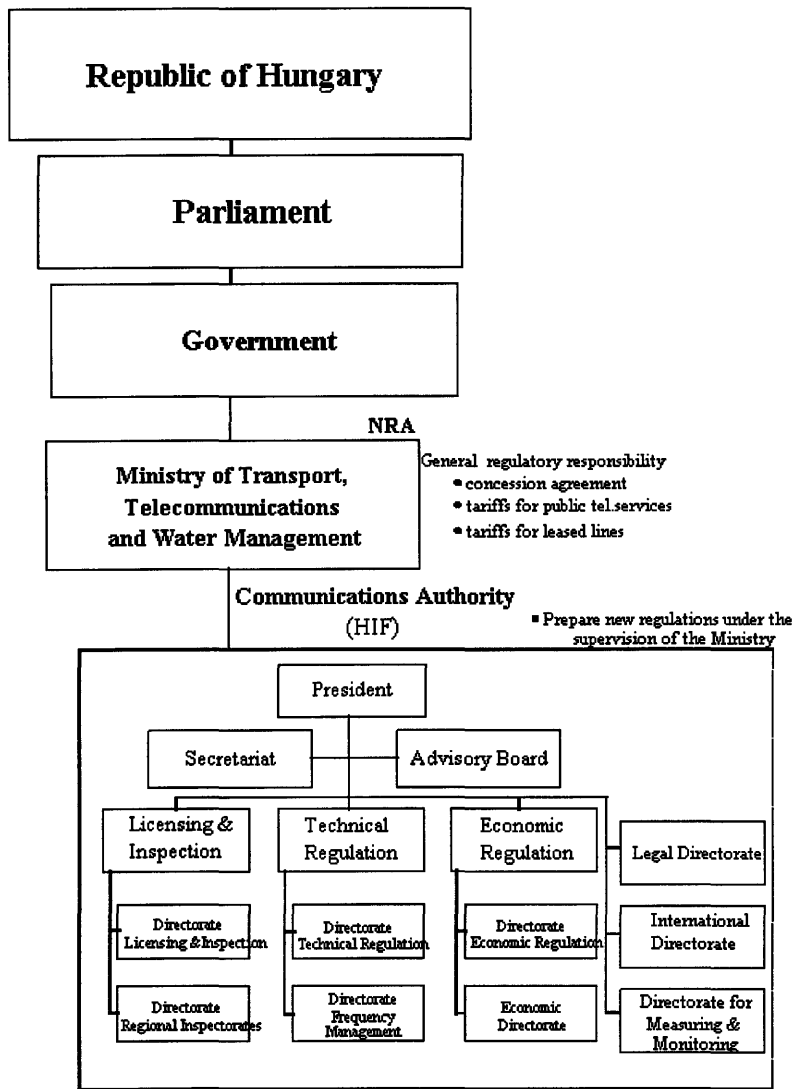 Republic of Hungary
Parliament
Government
NRA
Ministry of Transport,
Telecommunications
and Water Management
General regulatory responsibility
• concession agreement
• tariffs for public tel.services
• tariffs for leased lines
Communications Authority
(HIF)
▪ Prepare new regulations under the
supervision of the Ministry
President
Secretariat
Advisory Board
Licensing &
Inspection
Technical
Regulation
Economic
Regulation
Legal Directorate
Directorate
Licensing & Inspection
Directorate
Technical Regulation
Directorate
Economic Regulation
International
Directorate
Directorate
Regional Inspectorates
Directorate
Frequency
Management
Economic
Directorate
Directorate for
Measuring &
Monitoring